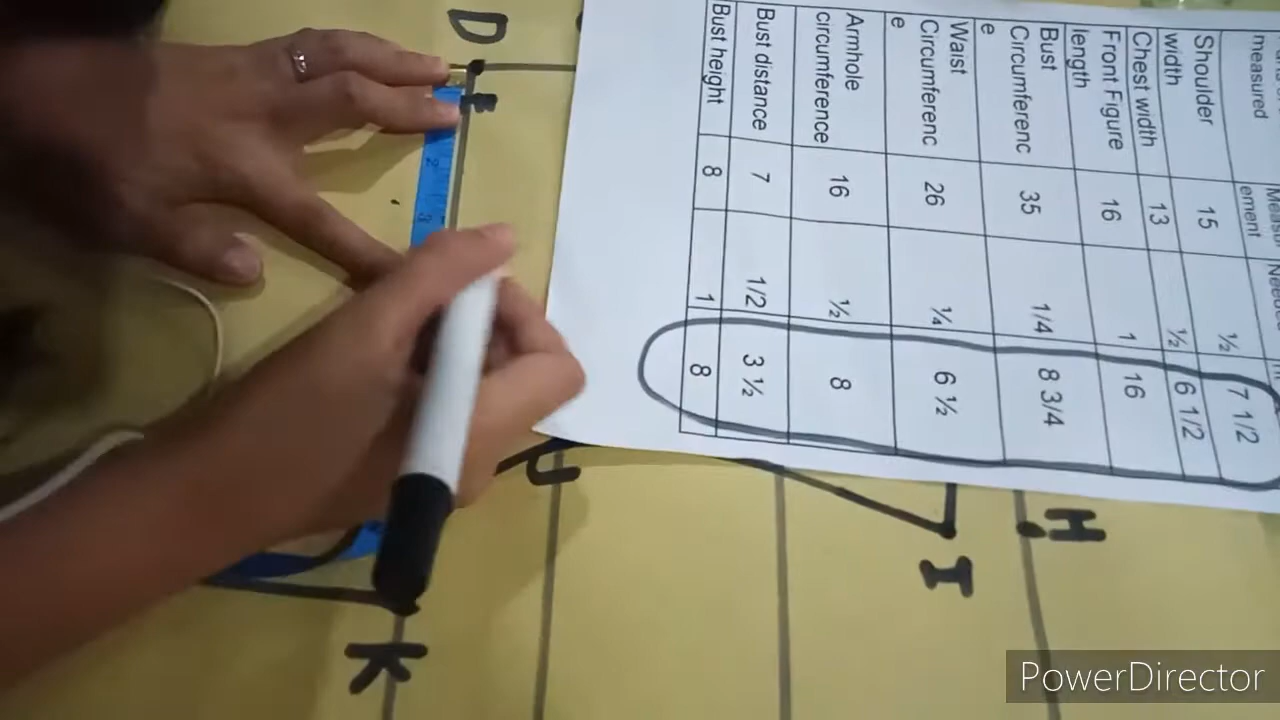 measured
ement
Shoulder 15 ½ 7 1/2
width
Chest width 13 ½ 6 1/2
Front Figure 16 1 16
length
Bust 35 1/4 8 3/4
Circumferenc
e
Waist 26 ¼ 6 ½
Circumferenc
e
Armhole 16 ½ 8
circumference
Bust distance 7 1/2 3 ½
Bust height 8 1 8
D
H
I
K
2 3
PowerDirector